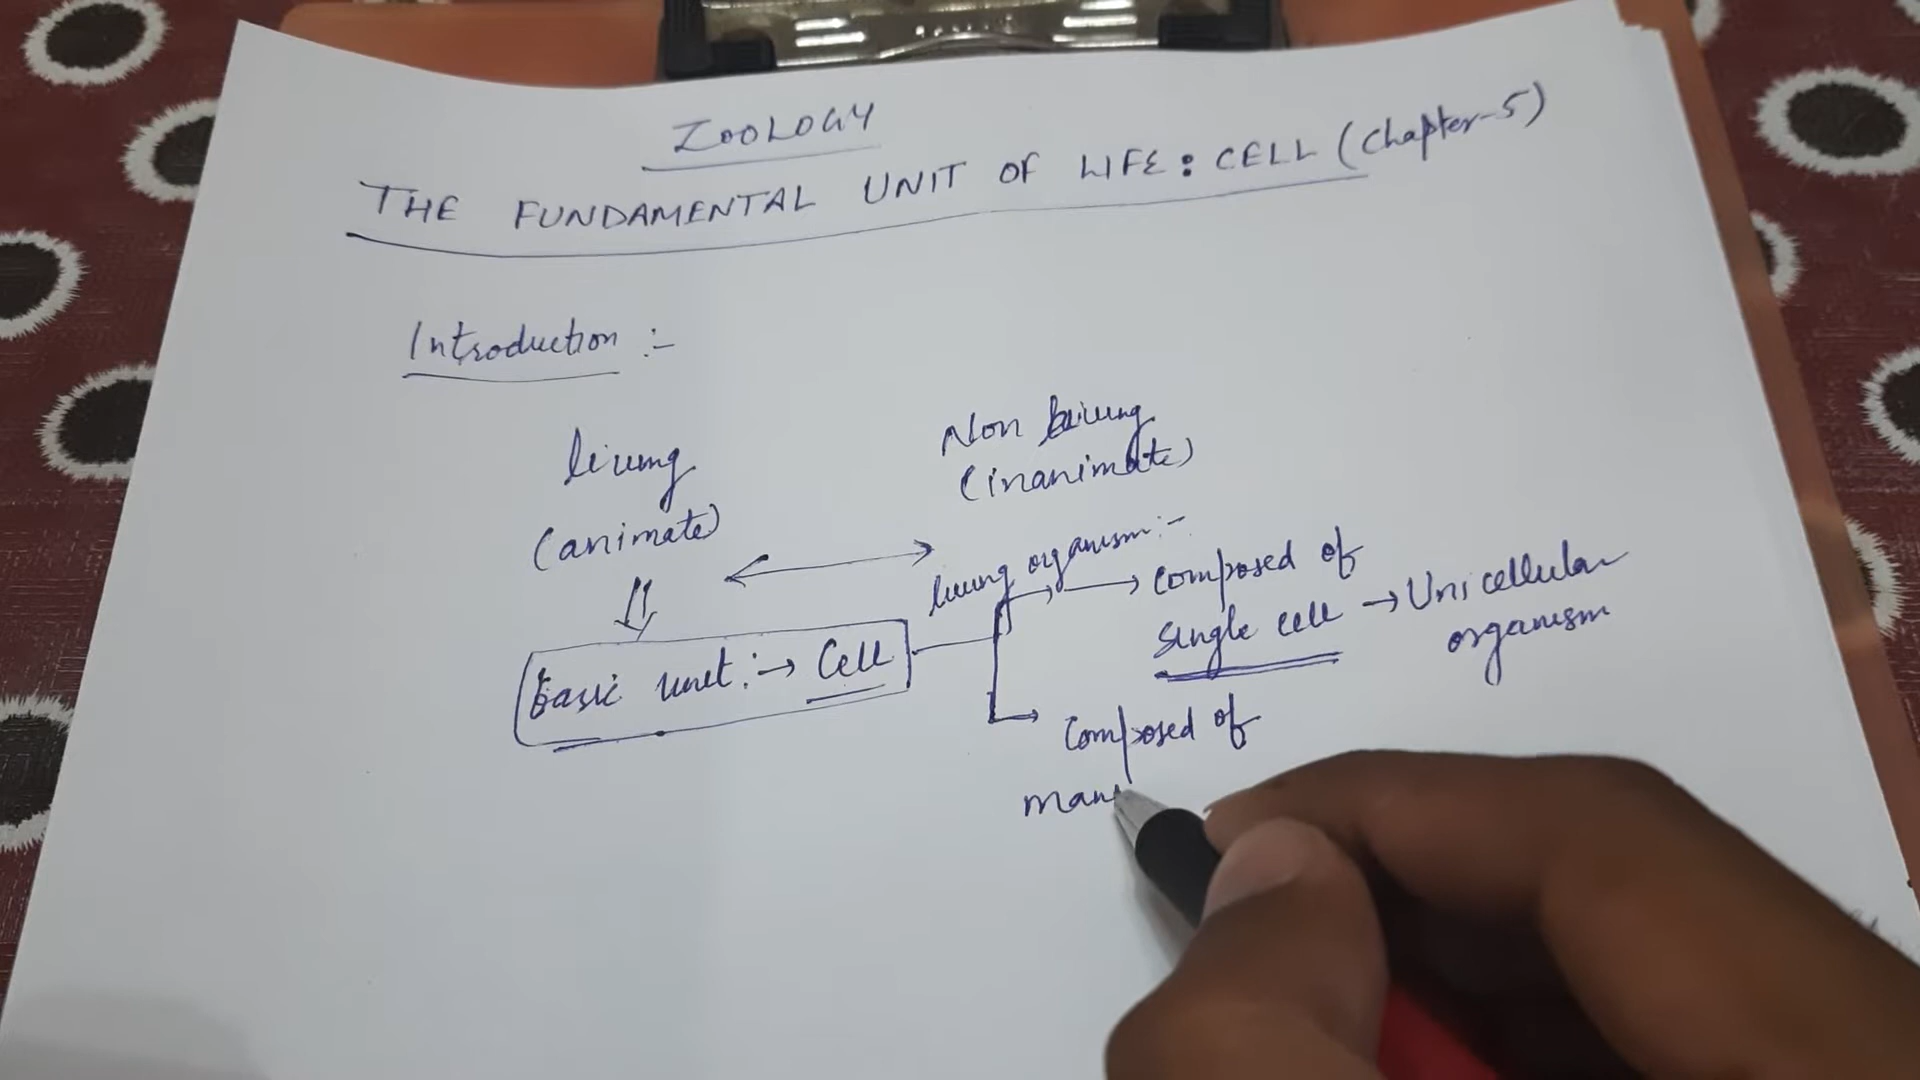 ZOOLOGY
THE FUNDAMENTAL UNIT OF LIFE: CELL (Chapter-5)
Introduction :-
living
(animate)
Non living
(inanimate)
Basic unit :→ Cell
living organism :-
→ composed of
single cell → Unicellular
organism
Composed of
many